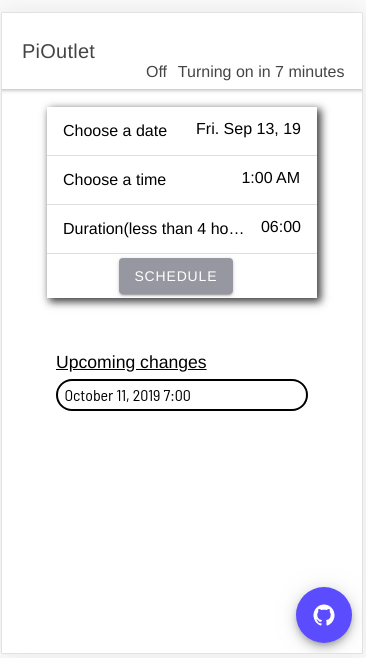 PiOutlet
Off Turning on in 7 minutes
Choose a date Fri. Sep 13, 19
Choose a time 1:00 AM
Duration(less than 4 ho… 06:00
SCHEDULE
Upcoming changes
October 11, 2019 7:00